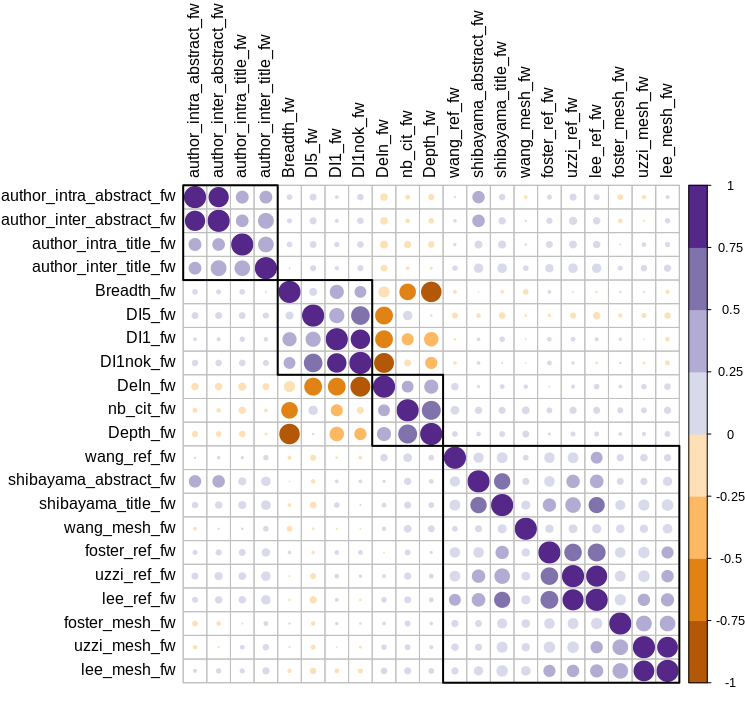 author_intra_abstract_fw
author_inter_abstract_fw
author_intra_title_fw
author_inter_title_fw
Breadth_fw
DI5_fw
DI1_fw
DI1nok_fw
DeIn_fw
nb_cit_fw
Depth_fw
wang_ref_fw
shibayama_abstract_fw
shibayama_title_fw
wang_mesh_fw
foster_ref_fw
uzzi_ref_fw
lee_ref_fw
foster_mesh_fw
uzzi_mesh_fw
lee_mesh_fw
author_intra_abstract_fw
author_inter_abstract_fw
author_intra_title_fw
author_inter_title_fw
Breadth_fw
DI5_fw
DI1_fw
DI1nok_fw
DeIn_fw
nb_cit_fw
Depth_fw
wang_ref_fw
shibayama_abstract_fw
shibayama_title_fw
wang_mesh_fw
foster_ref_fw
uzzi_ref_fw
lee_ref_fw
foster_mesh_fw
uzzi_mesh_fw
lee_mesh_fw
1
0.75
0.5
0.25
0
-0.25
-0.5
-0.75
-1